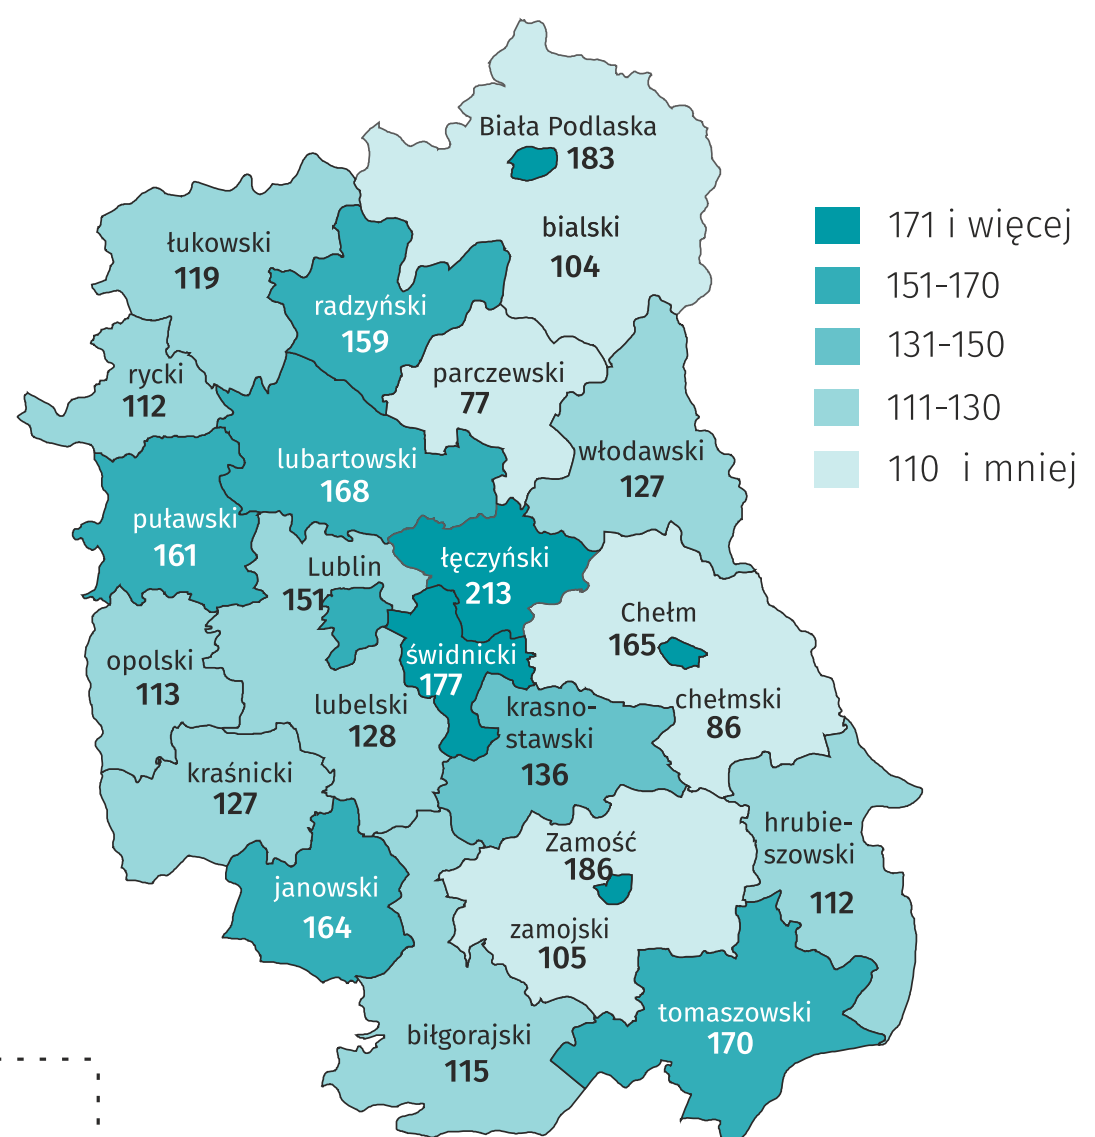 Biała Podlaska
183
bialski
104
171 i więcej
151-170
131-150
111-130
110 i mniej
łukowski
119
radzyński
159
rycki
112
parczewski
77
lubartowski
168
włodawski
127
puławski
161
Lublin
151
łęczyński
213
Chełm
165
świdnicki
177
opolski
113
lubelski
128
krasno-
stawski
136
chełmski
86
kraśnicki
127
hrubie-
szowski
112
Zamość
186
janowski
164
zamojski
105
tomaszowski
170
biłgorajski
115